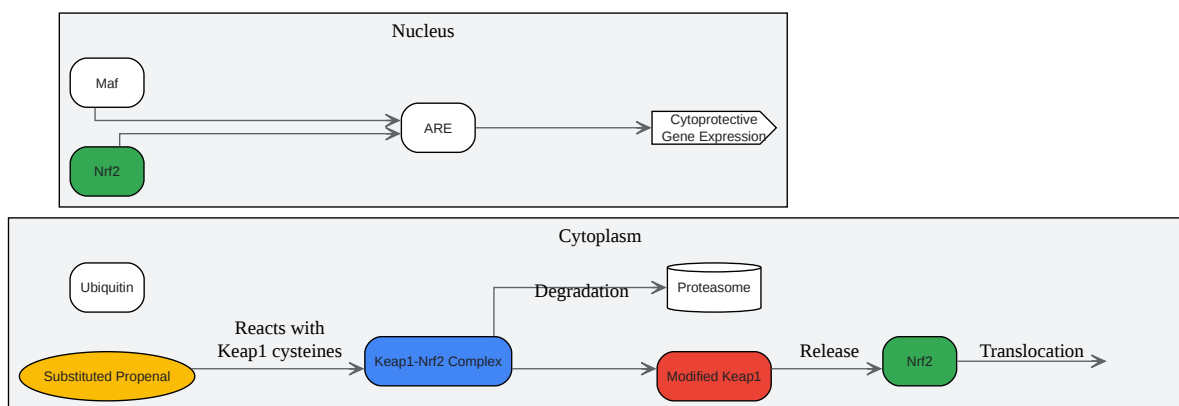 Nucleus
Maf
ARE
Cytoprotective
Gene Expression
Nrf2
Cytoplasm
Ubiquitin
Degradation
Proteasome
Reacts with
Keap1 cysteines
Substituted Propenal
Keap1-Nrf2 Complex
Modified Keap1
Release
Nrf2
Translocation